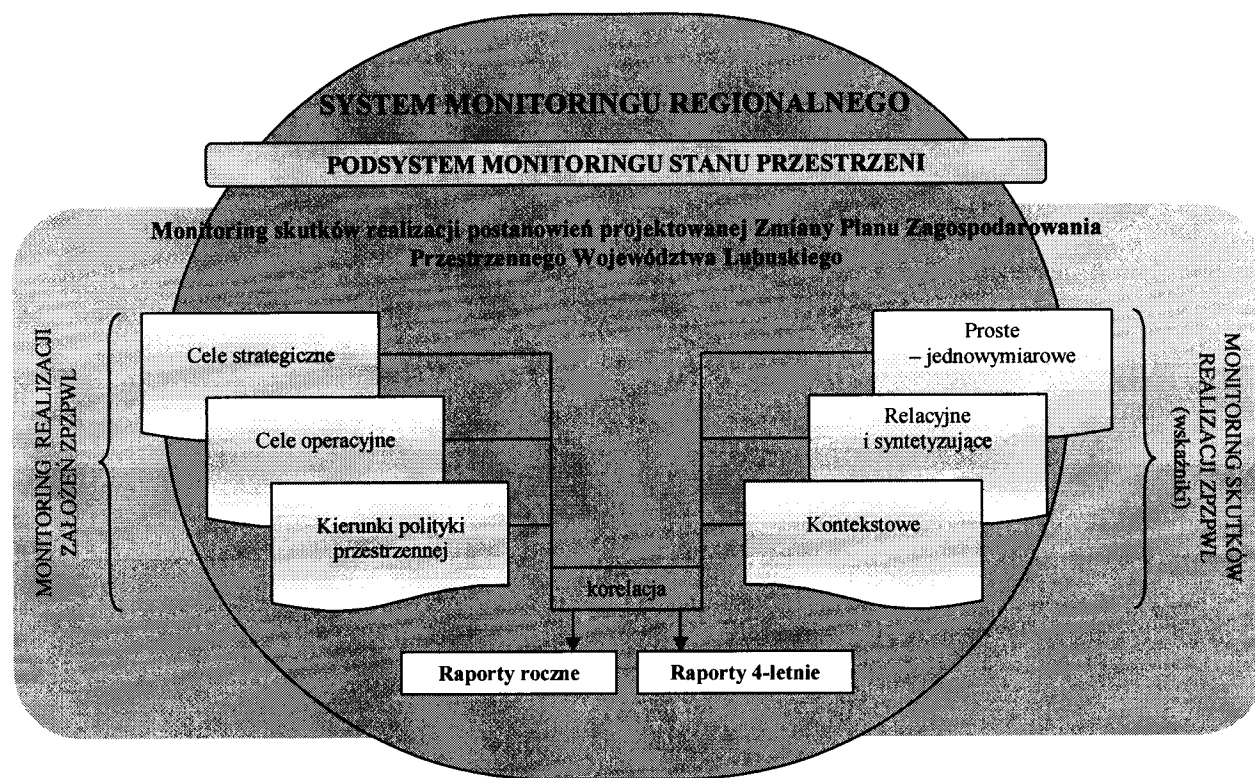 SYSTEM MONITORINGU REGIONALNEGO
PODSYSTEM MONITORINGU STANU PRZESTRZENI
Monitoring skutków realizacji postanowień projektowanej Zmiany Planu Zagospodarowania
Przestrzennego Województwa Lubuskiego
MONITORING REALIZACJI
ZAŁOŻEŃ ZPZPWL
Cele strategiczne
Cele operacyjne
Kierunki polityki
przestrzennej
Proste
– jednowymiarowe
Relacyjne
i syntetyzujące
Kontekstowe
MONITORING SKUTKÓW
REALIZACJI ZPZPWL
(wskaźniki)
korelacja
Raporty roczne
Raporty 4-letnie